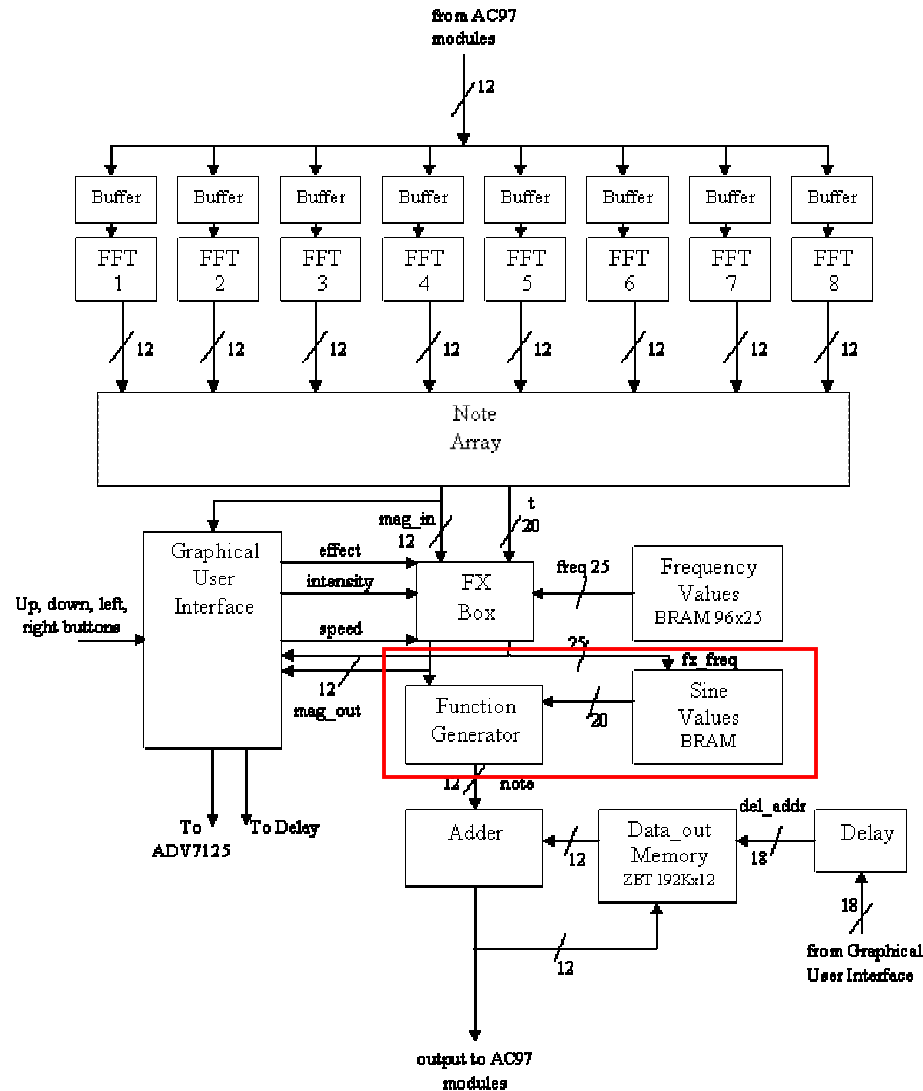 from AC97
modules
12
Buffer Buffer Buffer Buffer Buffer Buffer Buffer Buffer
FFT FFT FFT FFT FFT FFT FFT FFT
1 2 3 4 5 6 7 8
12 12 12 12 12 12 12 12
Note
Array
mag_in
12
t
20
Graphical
User
Interface
effect
intensity
speed
Up, down, left,
right buttons
FX
Box
freq 25
Frequency
Values
BRAM 96x25
25
fx_freq
12
mag_out
Function
Generator
20
Sine
Values
BRAM
12
note
To
ADV7125
To Delay
Adder
12
Data_out
Memory
ZBT 192Kx12
del_addr
18
Delay
18
from Graphical
User Interface
12
output to AC97
modules